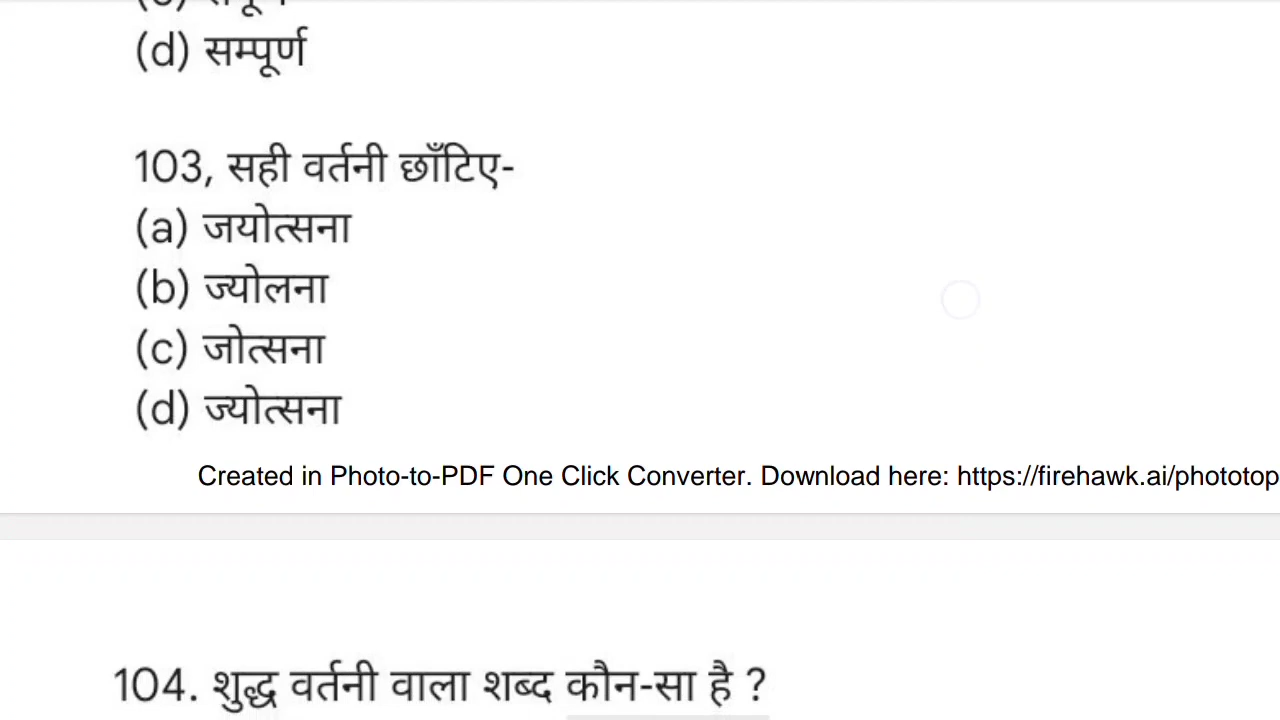 (d) सम्पूर्ण
103, सही वर्तनी छाँटिए-
(a) जयोत्सना
(b) ज्योलना
(c) जोत्सना
(d) ज्योत्सना
Created in Photo-to-PDF One Click Converter. Download here: https://firehawk.ai/phototop
104. शुद्ध वर्तनी वाला शब्द कौन-सा है ?